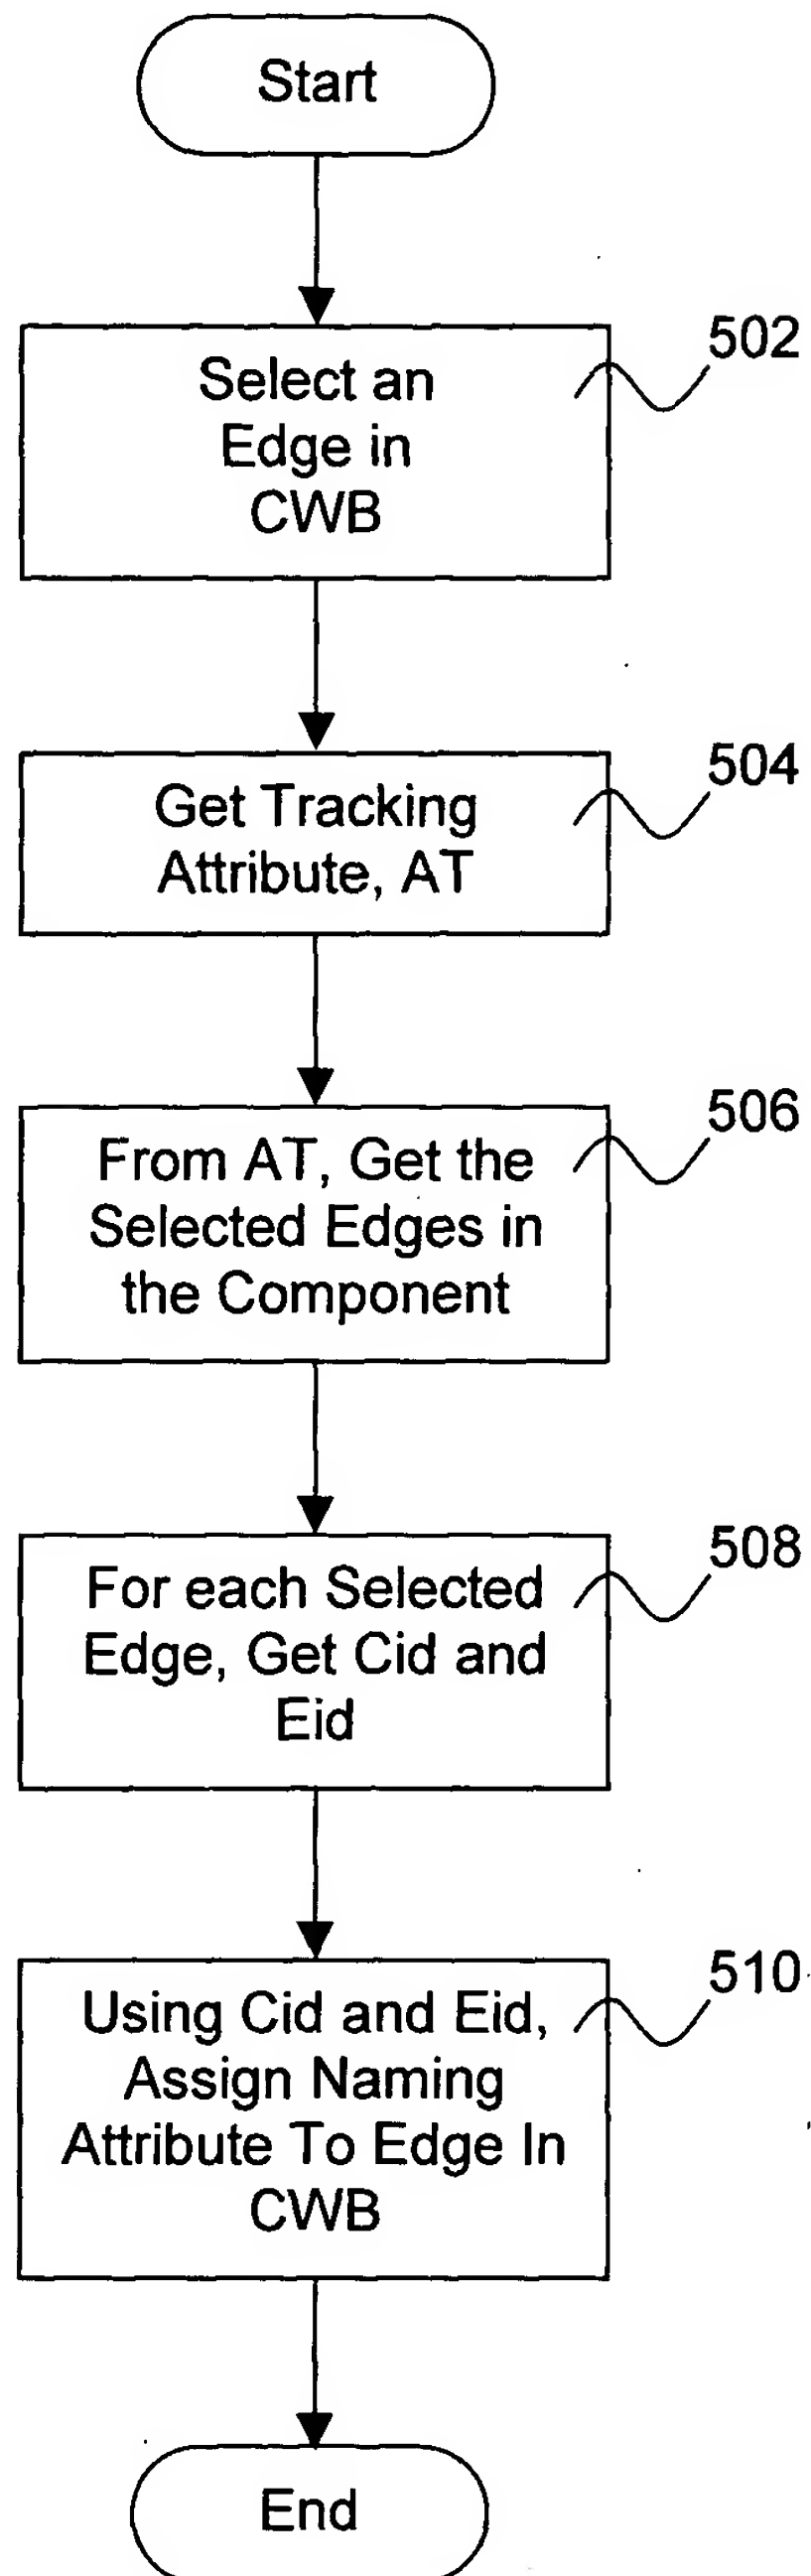 Start
502
Select an
Edge in
CWB
504
Get Tracking
Attribute, AT
506
From AT, Get the
Selected Edges in
the Component
508
For each Selected
Edge, Get Cid and
Eid
510
Using Cid and Eid,
Assign Naming
Attribute To Edge In
CWB
End